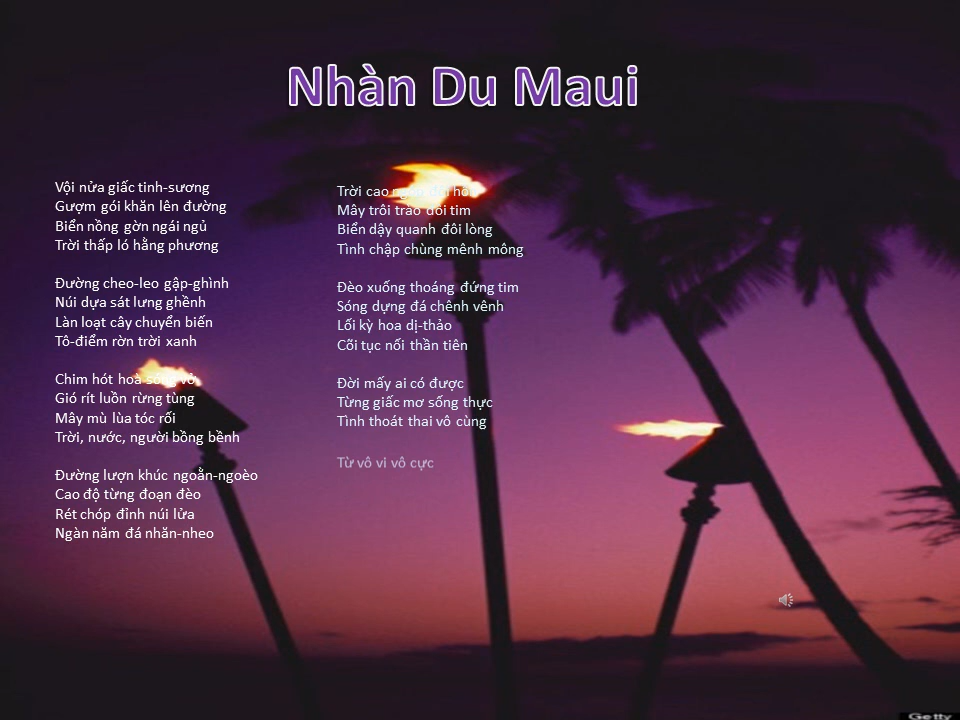 Nhàn Du Maui
Vội nửa giấc tinh-sương
Gượm gói khăn lên đường
Biển nồng gờn ngái ngủ
Trời thấp ló hằng phương
Đường cheo-leo gập-ghình
Núi dựa sát lưng ghềnh
Làn loạt cây chuyển biến
Tô-điểm rờn trời xanh
Chim hót hoà sóng vỗ
Gió rít luồn rừng tùng
Mây mù lùa tóc rối
Trời, nước, người bồng bềnh
Đường lượn khúc ngoằn-ngoèo
Cao độ từng đoạn đèo
Rét chóp đỉnh núi lửa
Ngàn năm đá nhăn-nheo
Trời cao
Mây trôi trao đôi tim
Biển dậy quanh đôi lòng
Tình chập chùng mênh mông
Đèo xuống thoáng đứng tim
Sóng dựng đá chênh vênh
Lối kỳ hoa dị-thảo
Cõi tục nối thần tiên
Đời mấy ai có được
Từng giấc mơ sống thực
Tình thoát thai vô cùng
Từ vô vi vô cực
Getty